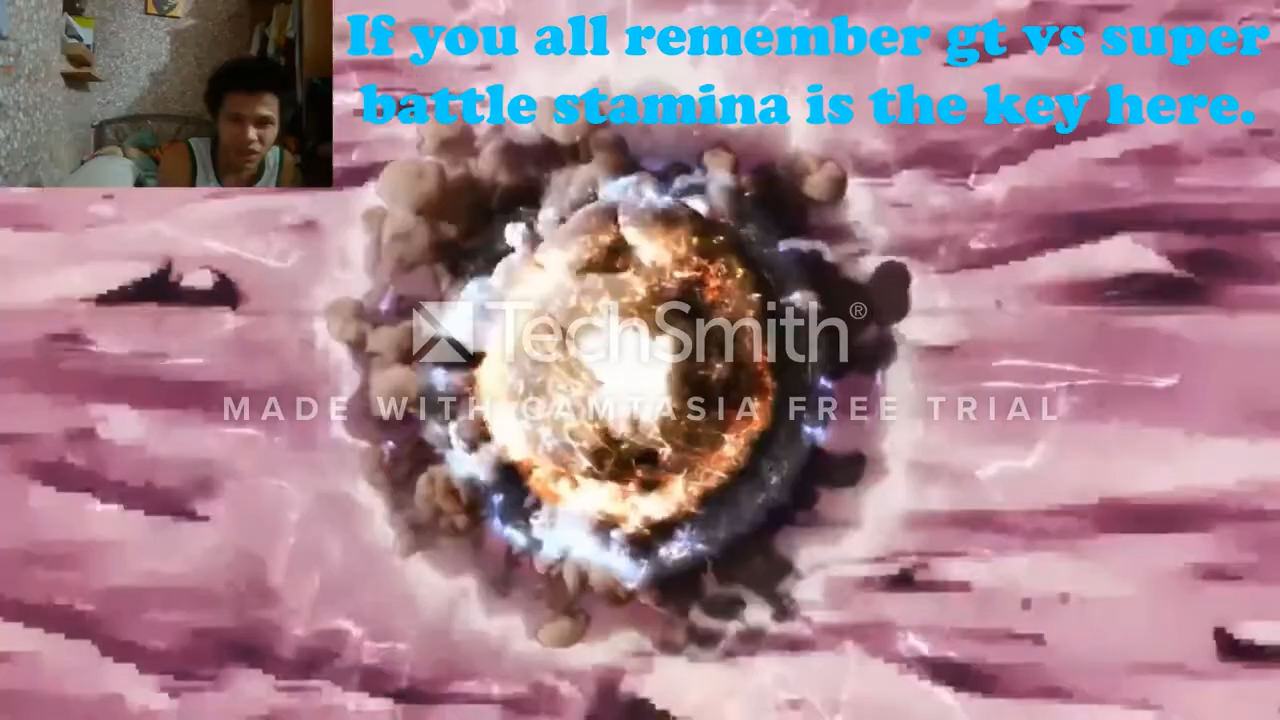 If you all remember gt vs super
battle stamina is the key here.
TechSmith®
MADE WITH CAMTASIA FREE TRIAL